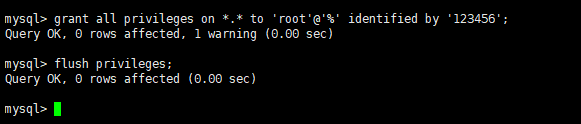 mysql> grant all privileges on *.* to 'root'@'%' identified by '123456';
Query OK, 0 rows affected, 1 warning (0.00 sec)
mysql> flush privileges;
Query OK, 0 rows affected (0.00 sec)
mysql>